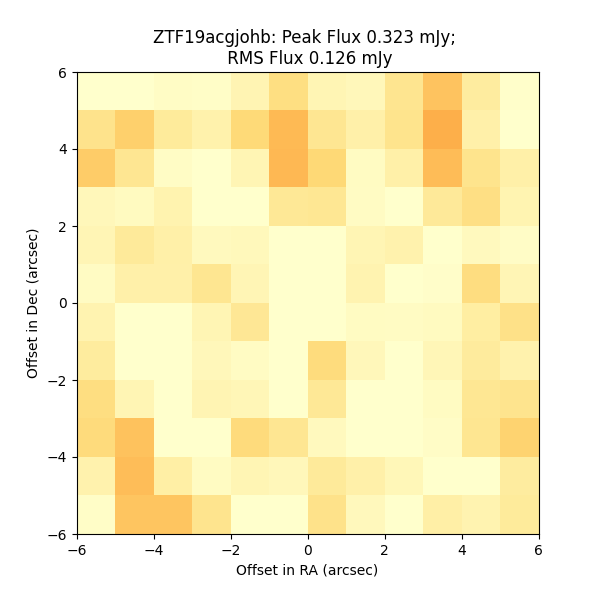 ZTF19acgjohb: Peak Flux 0.323 mJy;
RMS Flux 0.126 mJy
6
4
2
0
−2
−4
−6
Offset in Dec (arcsec)
−6 −4 −2 0 2 4 6
Offset in RA (arcsec)